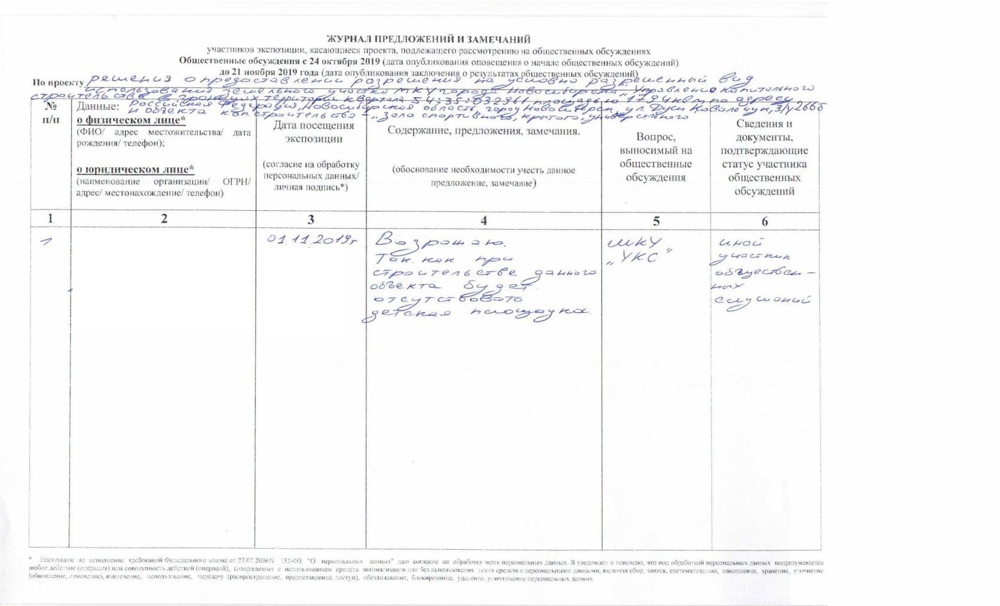 ЖУРНАЛ ПРЕДЛОЖЕНИЙ И ЗАМЕЧАНИЙ
участников экспозиции, касающиеся проекта, подлежащего рассмотрению на общественных обсуждениях
Общественные обсуждения с 24 октября 2019 (дата опубликования оповещения о начале общественных обсуждений)
до 21 ноября 2019 года (дата опубликования заключения о результатах общественных обсуждений)
По проекту решения о предоставлении разрешения на условно разрешенный вид
использования земельного участка МКУ города Новосибирска „Управление капитального
строительства" в границах территории квартала 54:35:032961 площадью 1794 кв м по адресу
Российская Федерация, Новосибирская область, город Новосибирск, ул. Дуси Ковальчук, з/у 266б
и объекта кап. строительства – „Зала спортивного, крытого, универсального
№
п/п
Данные:
о физическом лице*
(ФИО/ адрес местожительства/ дата
рождения/ телефон);
о юридическом лице*
(наименование организации/ ОГРН/
адрес/ местонахождение/ телефон)
Дата посещения
экспозиции
(согласие на обработку
персональных данных/
личная подпись*)
Содержание, предложения, замечания.
(обоснование необходимости учесть данное
предложение, замечание)
Вопрос,
выносимый на
общественные
обсуждения
Сведения и
документы,
подтверждающие
статус участника
общественных
обсуждений
1 2 3 4 5 6
1
01.11.2019г
Возражаю.
Так как при
строительстве данного
объекта будет
отсутствовать
детская площадка.
МКУ
„УКС"
иной
участник
обществен –
ных
слушаний
* Настоящим во исполнение требований Федерального закона от 27.07.2006N 152-ФЗ "О персональных данных" даю согласие на обработку моих персональных данных. Я уведомлен и понимаю, что под обработкой персональных данных подразумевается
любое действие (операция) или совокупность действий (операций), совершаемых с использованием средств автоматизации или без использования таких средств с персональными данными, включая сбор, запись, систематизацию, накопление, хранение, уточнение
(обновление, изменение), извлечение, использование, передачу (распространение, предоставление, доступ), обезличивание, блокирование, удаление, уничтожение персональных данных.